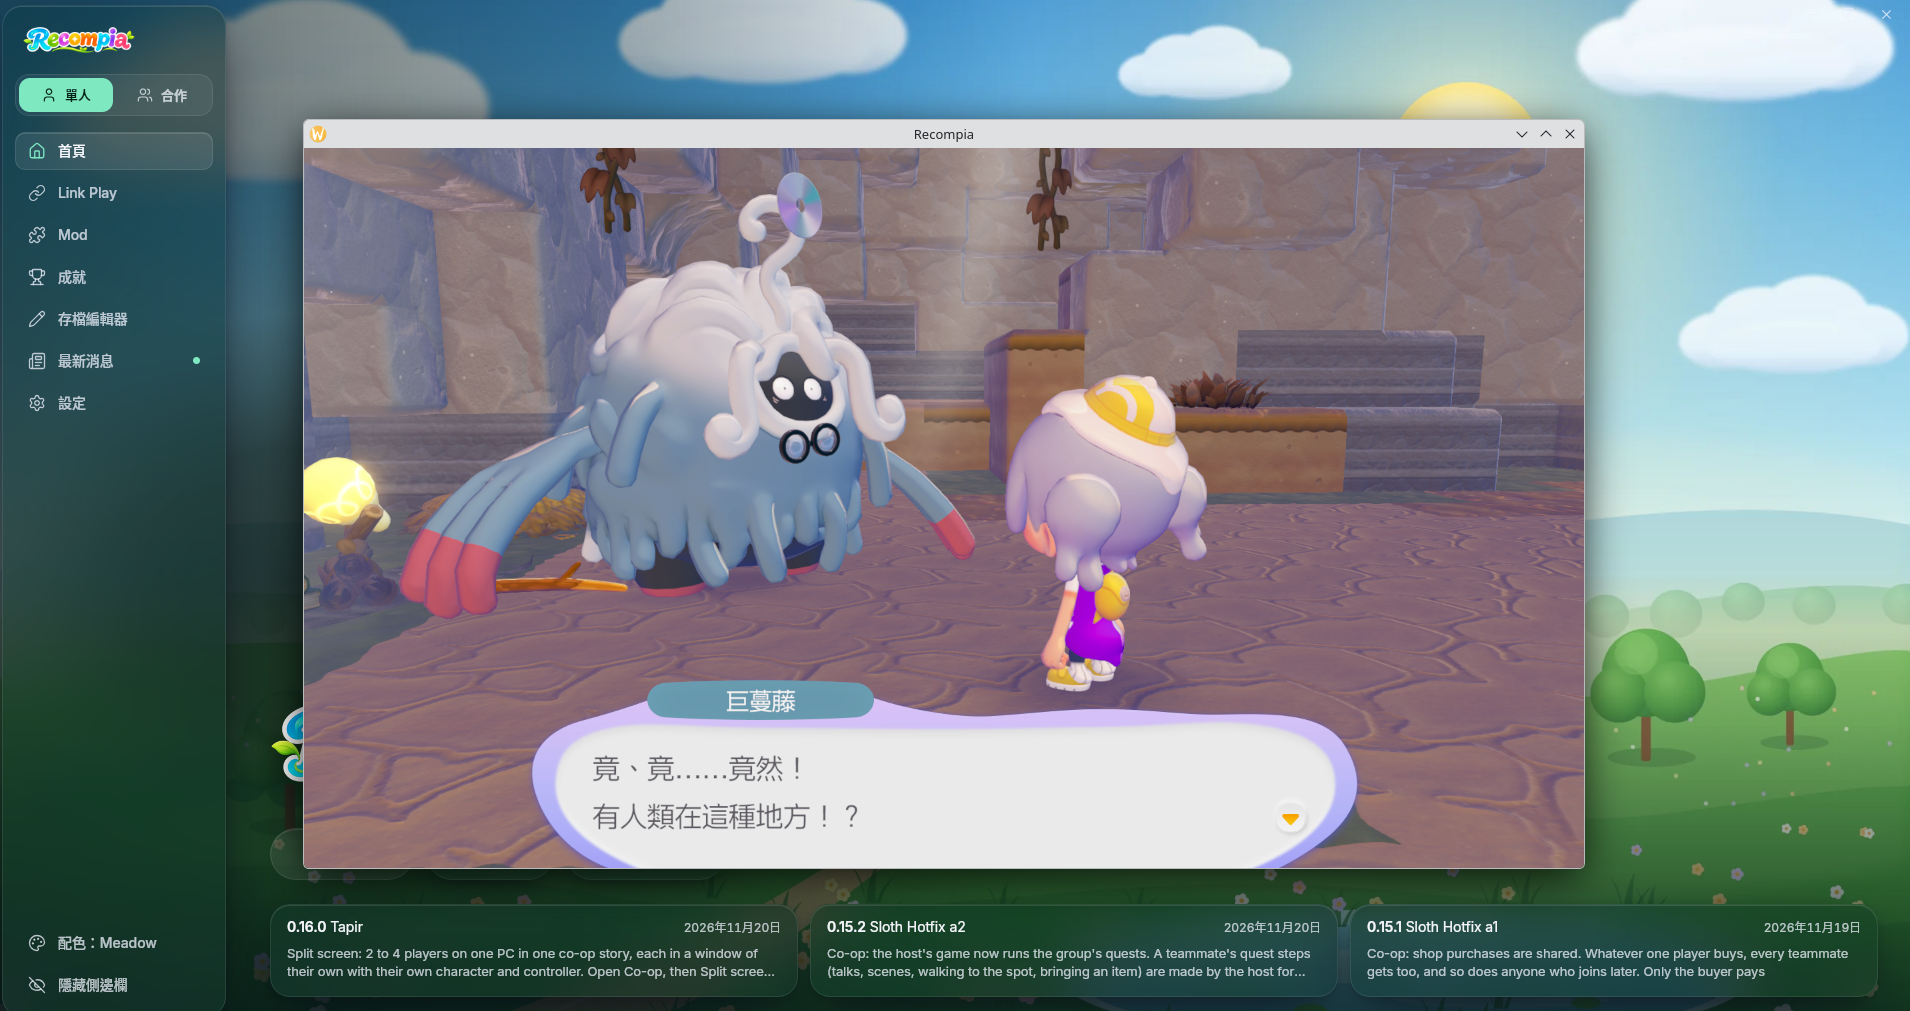 Recompia
單人
合作
首頁
Link Play
Mod
成就
存檔編輯器
最新消息
設定
配色：Meadow
隱藏側邊欄
Recompia
巨蔓藤
竟、竟……竟然！
有人類在這種地方！？
0.16.0 Tapir
2026年11月20日
Split screen: 2 to 4 players on one PC in one co-op story, each in a window of
their own with their own character and controller. Open Co-op, then Split scree...
0.15.2 Sloth Hotfix a2
2026年11月20日
Co-op: the host's game now runs the group's quests. A teammate's quest steps
(talks, scenes, walking to the spot, bringing an item) are made by the host for...
0.15.1 Sloth Hotfix a1
2026年11月19日
Co-op: shop purchases are shared. Whatever one player buys, every teammate
gets too, and so does anyone who joins later. Only the buyer pays